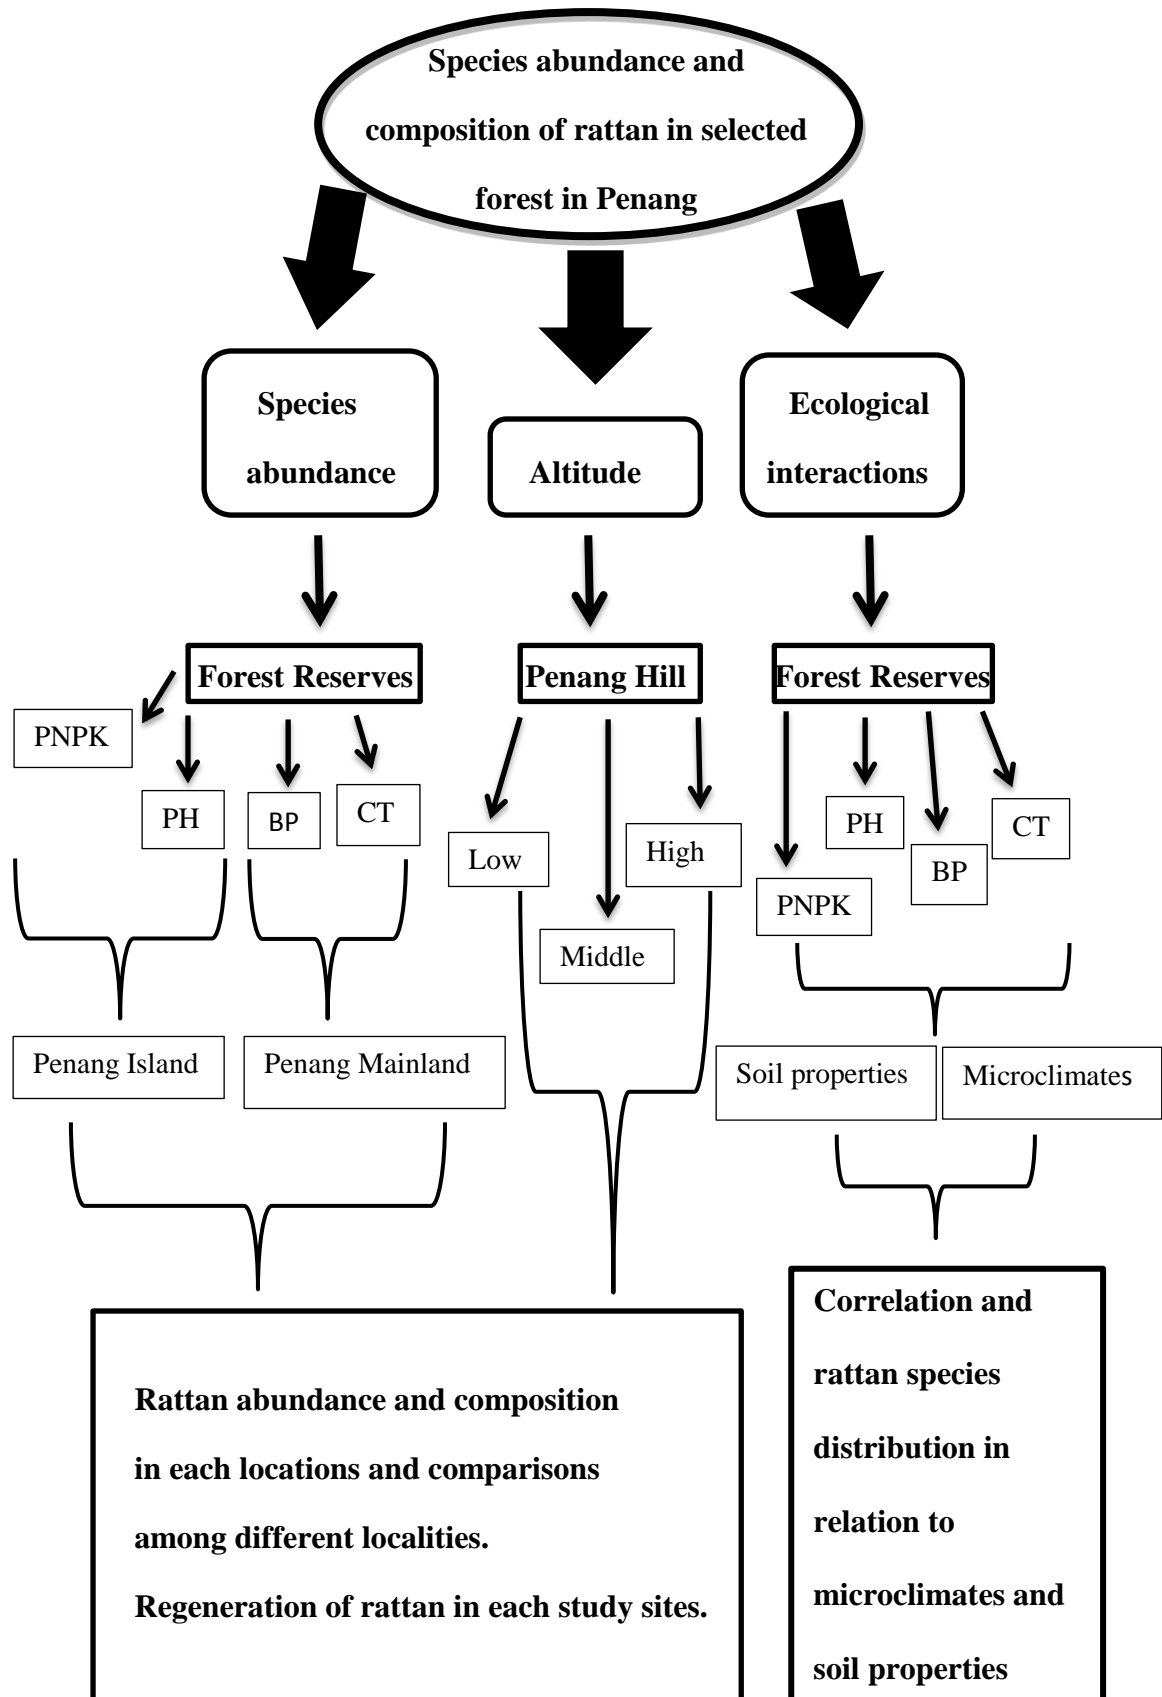 Species abundance and
composition of rattan in selected
forest in Penang
Species
abundance
Altitude
Ecological
interactions
Forest Reserves
Penang Hill
Forest Reserves
PNPK
PH
BP
CT
Low
High
Middle
PH
CT
BP
PNPK
Penang Island
Penang Mainland
Soil properties
Microclimates
Rattan abundance and composition
in each locations and comparisons
among different localities.
Regeneration of rattan in each study sites.
Correlation and
rattan species
distribution in
relation to
microclimates and
soil properties